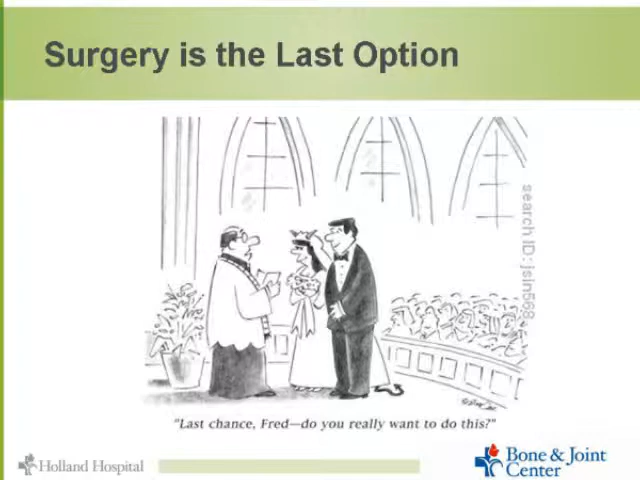 Surgery is the Last Option
search ID: jsin568
"Last chance, Fred—do you really want to do this?"
Holland Hospital
Bone & Joint
Center